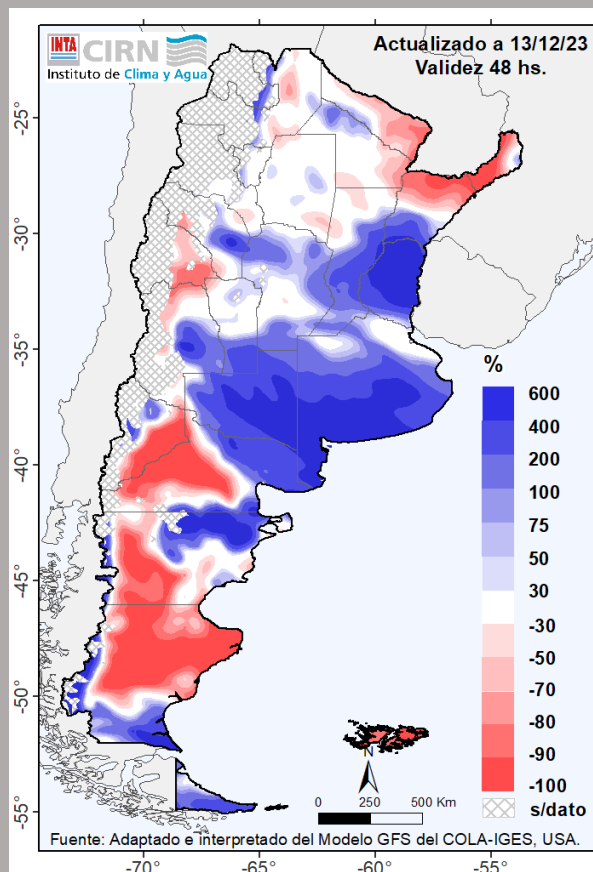 INTA
CIRN
Instituto de Clima y Agua
Actualizado a 13/12/23
Validez 48 hs.
-25°
-30°
-35°
-40°
-45°
-50°
-55°
%
600
400
200
100
75
50
30
-30
-50
-70
-80
-90
-100
s/dato
N
0 250 500 Km
Fuente: Adaptado e interpretado del Modelo GFS del COLA-IGES, USA.
-70° -65° -60° -55°